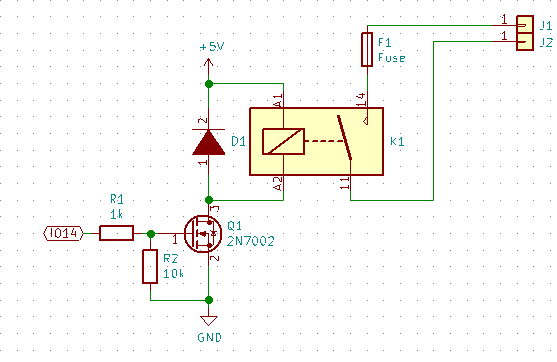 1 J1
1 J2
F1
Fuse
+5V
14
A1
2
D1
K1
1
A2
11
R1
1k
3
Q1
2N7002
IO14
1
R2
10k
2
GND